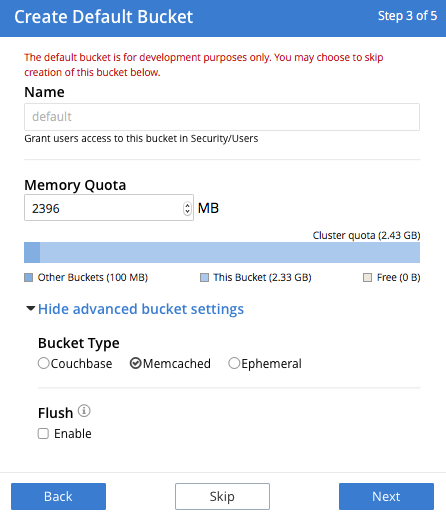 Create Default Bucket
Step 3 of 5
The default bucket is for development purposes only. You may choose to skip
creation of this bucket below.
Name
default
Grant users access to this bucket in Security/Users
Memory Quota
2396 MB
Cluster quota (2.43 GB)
Other Buckets (100 MB) This Bucket (2.33 GB) Free (0 B)
Hide advanced bucket settings
Bucket Type
Couchbase Memcached Ephemeral
Flush
Enable
Back Skip Next